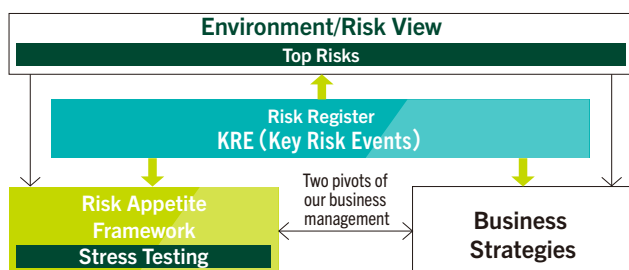 Environment/Risk View
Top Risks
Risk Register
KRE (Key Risk Events)
Risk Appetite
Framework
Stress Testing
Two pivots of
our business
management
Business
Strategies